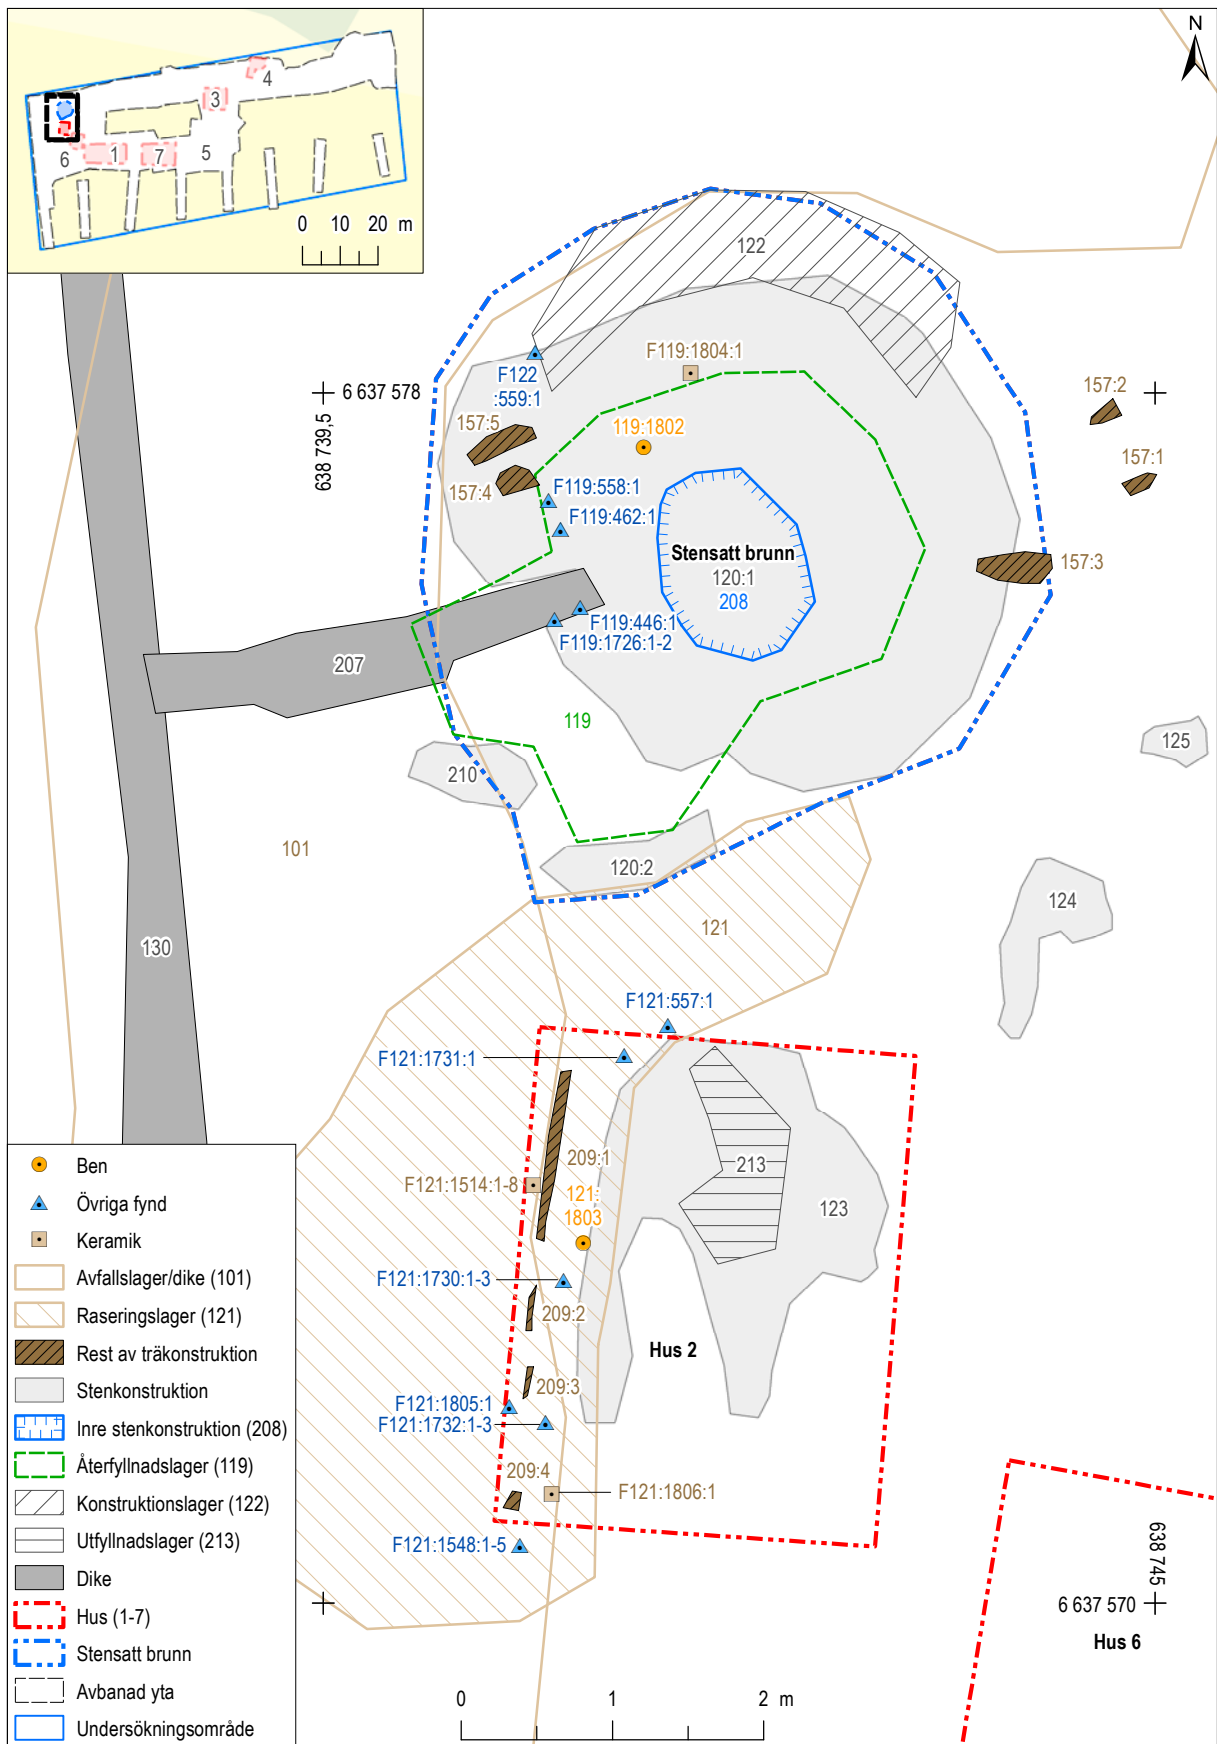 N
4
3
6
1
7
5
0 10 20 m
122
F119:1804:1
F122
:559:1
6 637 578
638 739,5
157:2
157:5
119:1802
157:1
157:4
F119:558:1
F119:462:1
Stensatt brunn
120:1
208
157:3
F119:446:1
F119:1726:1-2
207
119
125
210
101
120:2
124
121
130
F121:557:1
F121:1731:1
209:1
213
F121:1514:1-8
121:
1803
123
F121:1730:1-3
209:2
Hus 2
209:3
F121:1805:1
F121:1732:1-3
209:4
F121:1806:1
F121:1548:1-5
638 745
6 637 570
Hus 6
0 1 2 m
Ben
Övriga fynd
Keramik
Avfallslager/dike (101)
Raseringslager (121)
Rest av träkonstruktion
Stenkonstruktion
Inre stenkonstruktion (208)
Återfyllnadslager (119)
Konstruktionslager (122)
Utfyllnadslager (213)
Dike
Hus (1-7)
Stensatt brunn
Avbanad yta
Undersökningsområde